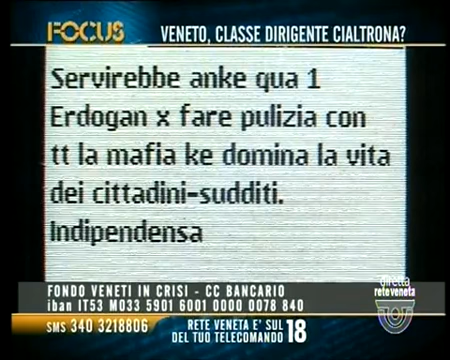 FOCUS
VENETO, CLASSE DIRIGENTE CIALTRONA?
Servirebbe anke qua 1
Erdogan x fare pulizia con
tt la mafia ke domina la vita
dei cittadini-sudditi.
Indipendensa
diretta
reteveneta
FONDO VENETI IN CRISI - CC BANCARIO
iban IT53 M033 5901 6001 0000 0078 840
SMS 340 3218806
RETE VENETA E' SUL
DEL TUO TELECOMANDO 18